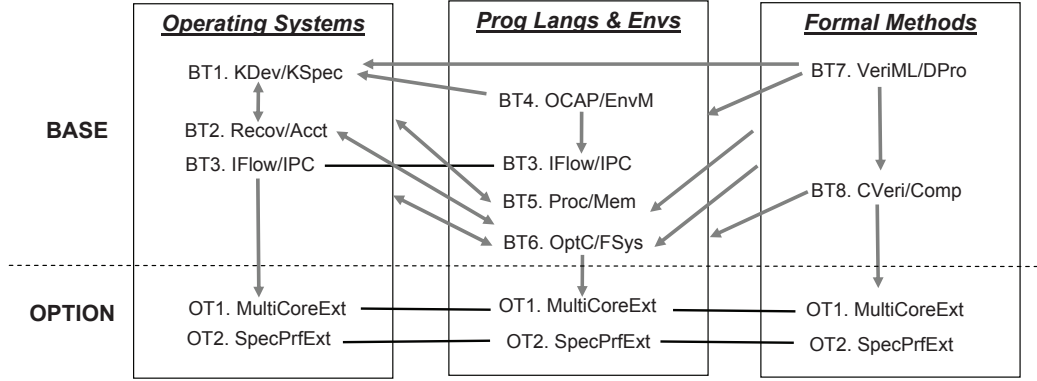 Operating Systems
Prog Langs & Envs
Formal Methods
BASE
BT1. KDev/KSpec
BT2. Recov/Acct
BT3. IFlow/IPC
BT4. OCAP/EnvM
BT3. IFlow/IPC
BT5. Proc/Mem
BT6. OptC/FSys
BT7. VeriML/DPro
BT8. CVeri/Comp
OPTION
OT1. MultiCoreExt
OT1. MultiCoreExt
OT1. MultiCoreExt
OT2. SpecPrfExt
OT2. SpecPrfExt
OT2. SpecPrfExt